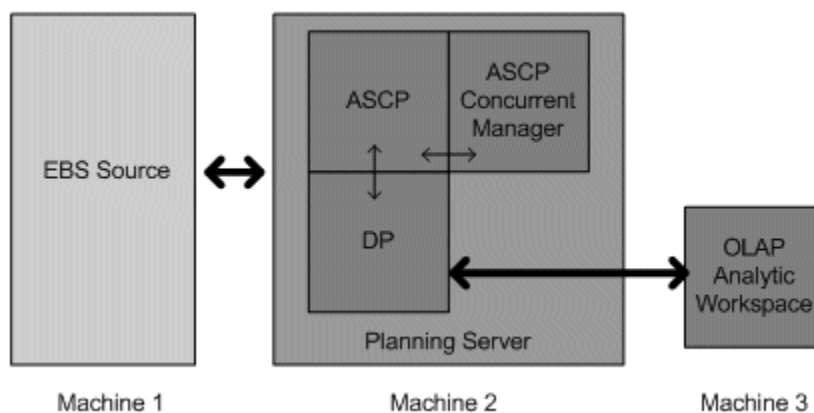 EBS Source
ASCP
ASCP
Concurrent
Manager
DP
Planning Server
OLAP
Analytic
Workspace
Machine 1
Machine 2
Machine 3